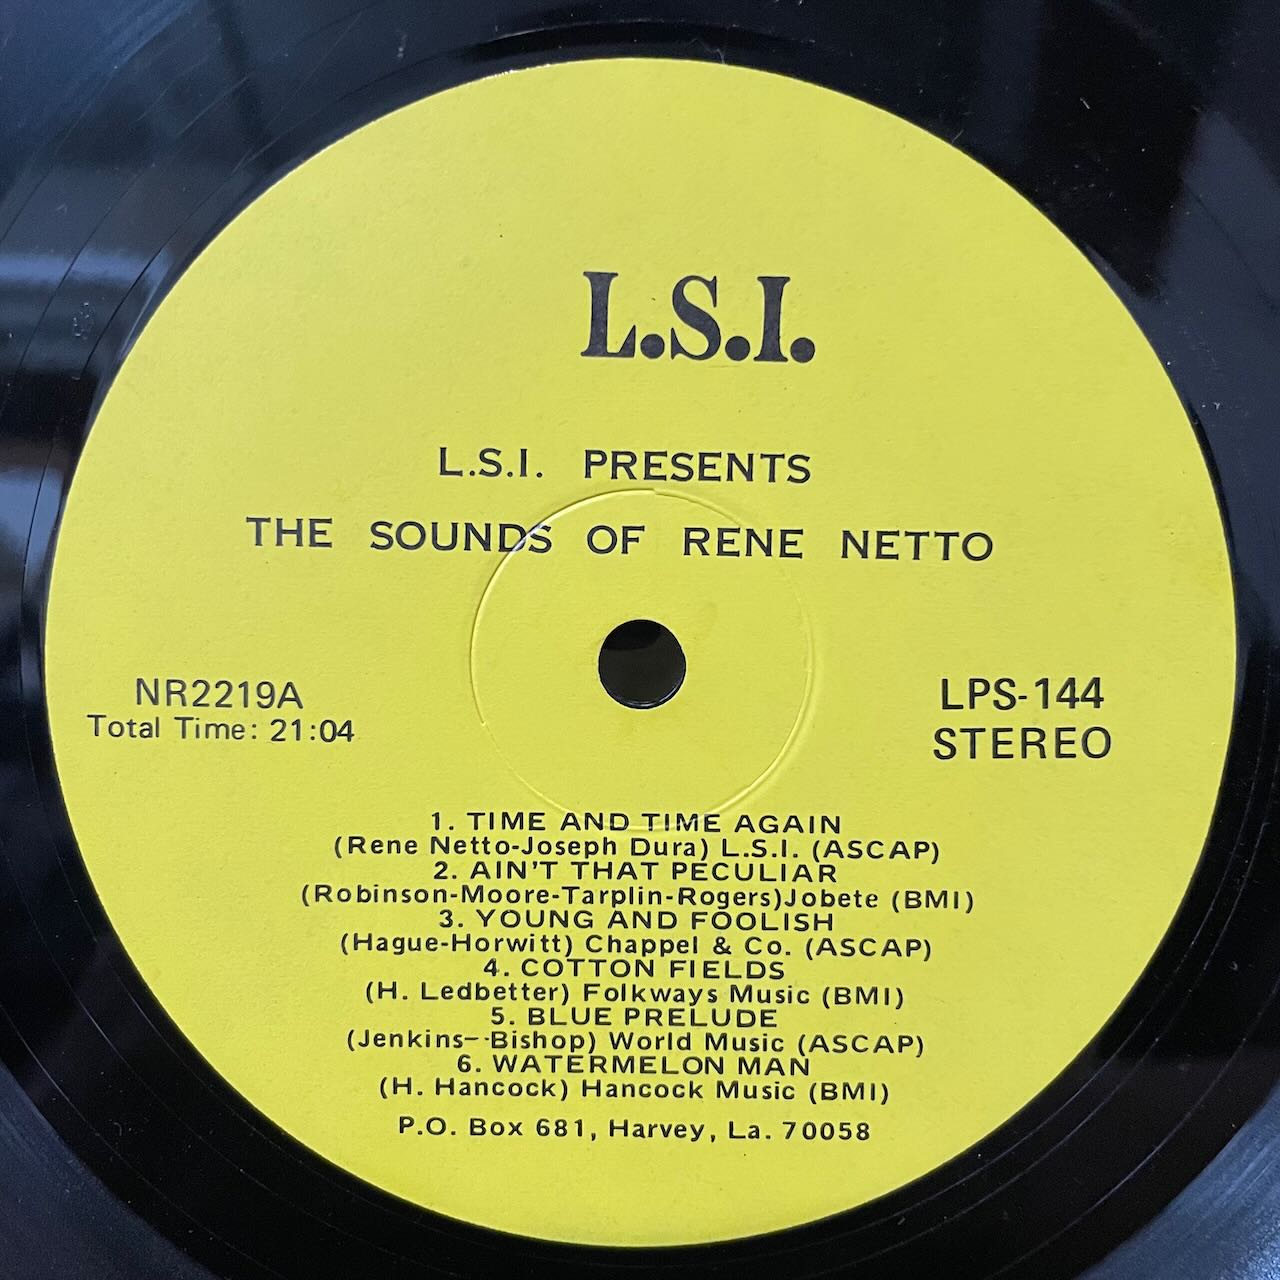 L.S.I.
L.S.I. PRESENTS
THE SOUNDS OF RENE NETTO
NR2219A
Total Time: 21:04
LPS-144
STEREO
1. TIME AND TIME AGAIN
(Rene Netto-Joseph Dura) L.S.I. (ASCAP)
2. AIN'T THAT PECULIAR
(Robinson-Moore-Tarplin-Rogers)Jobete (BMI)
3. YOUNG AND FOOLISH
(Hague-Horwitt) Chappel & Co. (ASCAP)
4. COTTON FIELDS
(H. Ledbetter) Folkways Music (BMI)
5. BLUE PRELUDE
(Jenkins--Bishop) World Music (ASCAP)
6. WATERMELON MAN
(H. Hancock) Hancock Music (BMI)
P.O. Box 681, Harvey, La. 70058